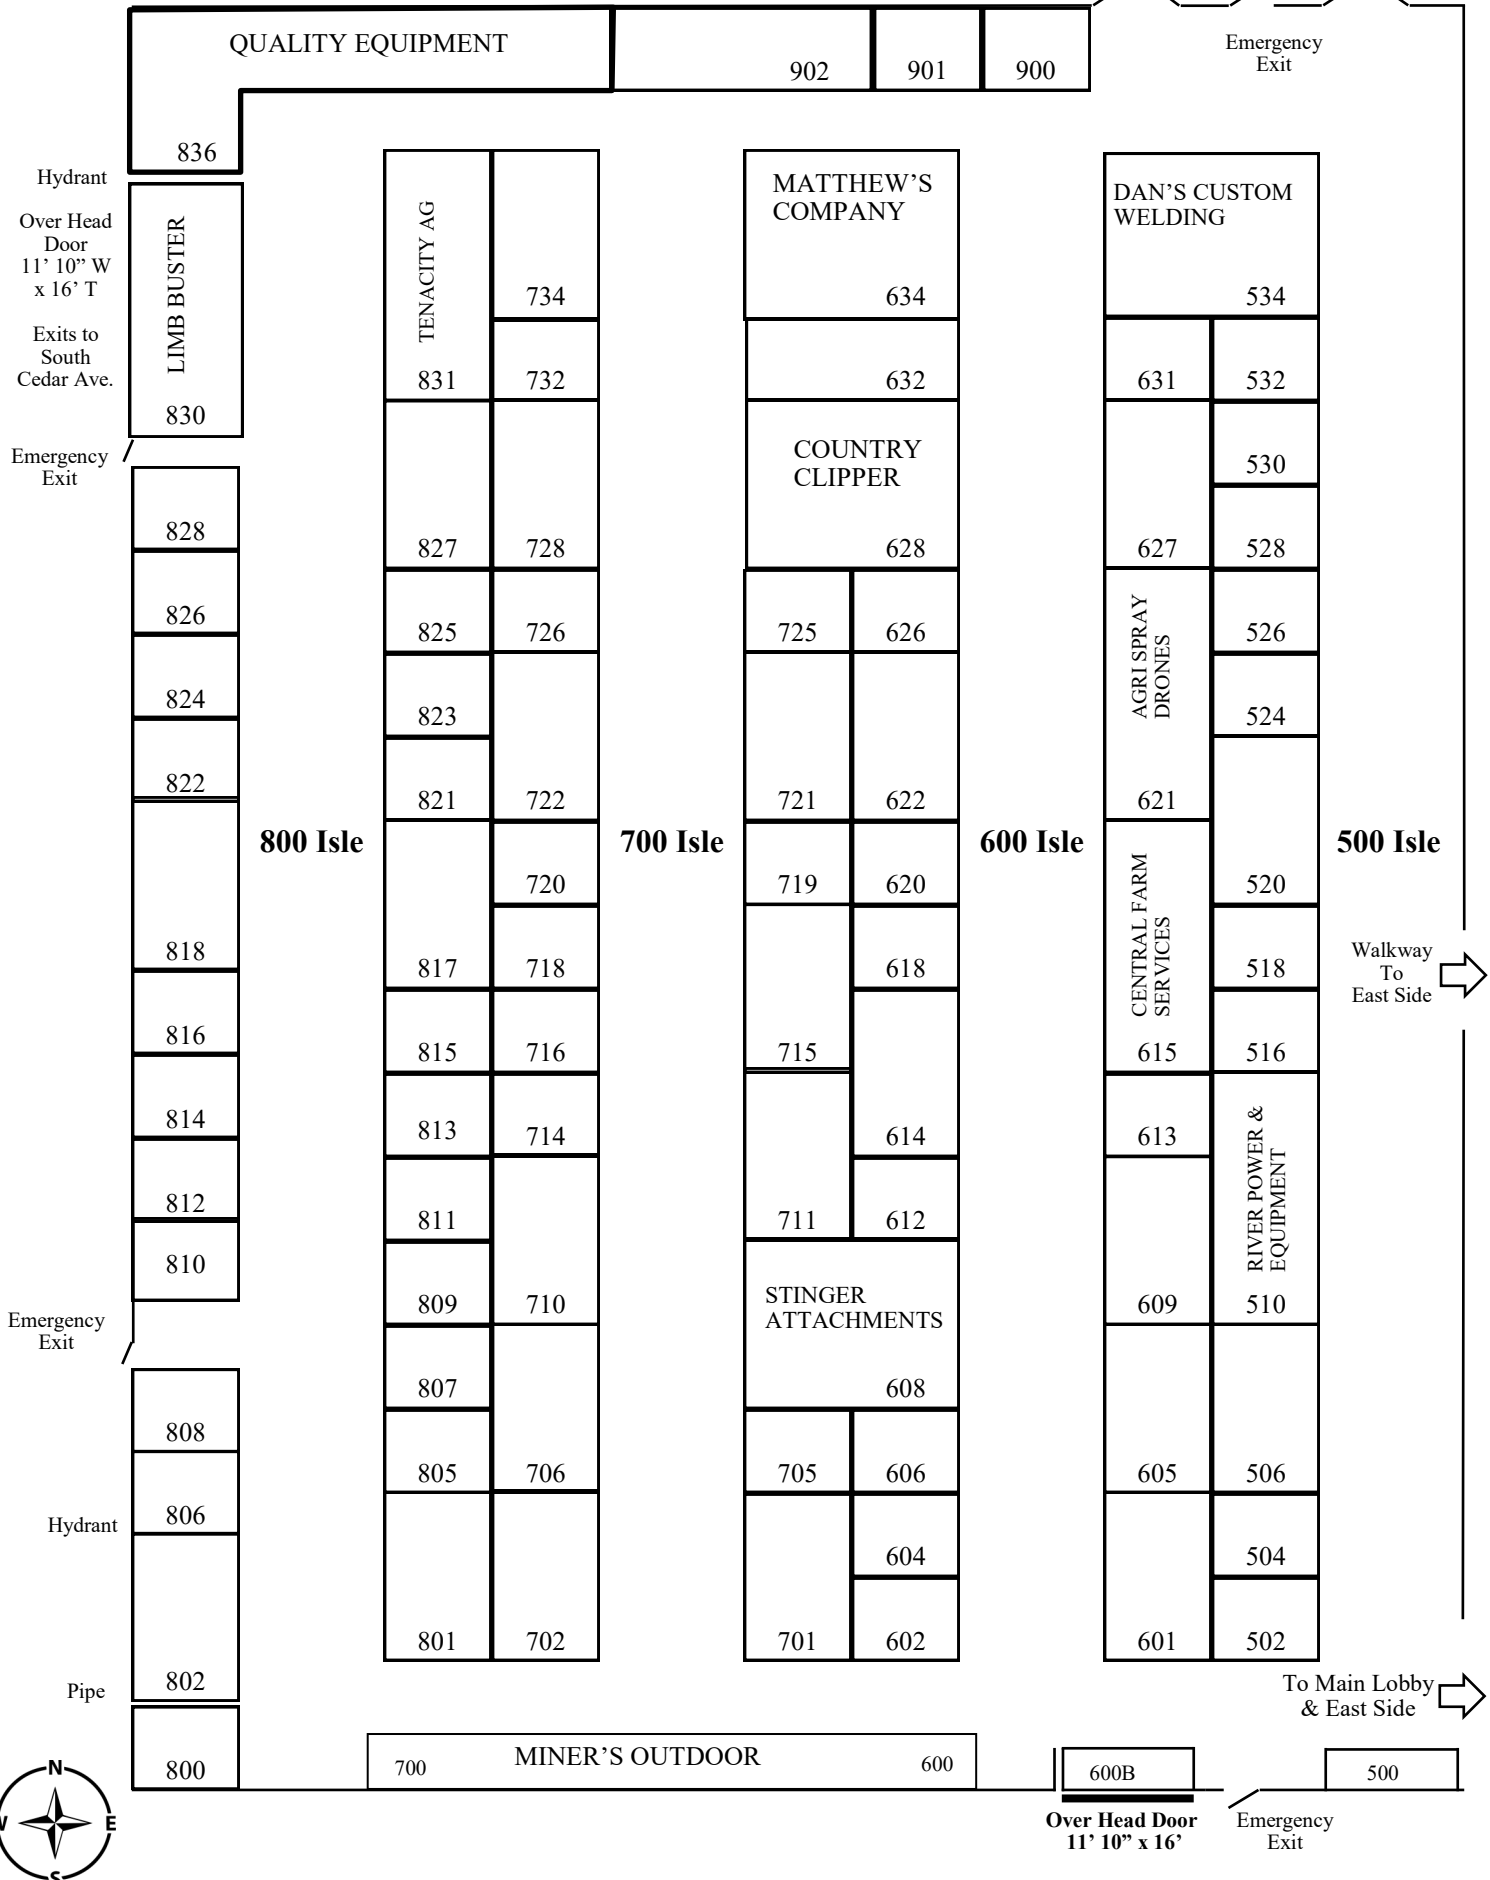 QUALITY EQUIPMENT
902
901
900
Emergency
Exit
836
Hydrant
Over Head
Door
11’ 10” W
x 16’ T
Exits to
South
Cedar Ave.
LIMB BUSTER
830
Emergency
Exit
828
826
824
822
818
816
814
812
810
Emergency
Exit
808
806
Hydrant
802
Pipe
800
800 Isle
TENACITY AG
831
827
825
823
821
817
815
813
811
809
807
805
801
734
732
728
726
722
720
718
716
714
710
706
702
700 Isle
MATTHEW’S
COMPANY
634
632
COUNTRY
CLIPPER
628
725
626
721
622
719
620
618
715
614
711
612
STINGER
ATTACHMENTS
608
705
606
604
701
602
600 Isle
DAN’S CUSTOM
WELDING
534
631
532
530
627
528
AGRI SPRAY
DRONES
621
526
524
520
CENTRAL FARM
SERVICES
615
518
516
613
RIVER POWER &
EQUIPMENT
510
609
605
506
504
601
502
500 Isle
Walkway
To
East Side
To Main Lobby
& East Side
700
MINER’S OUTDOOR
600
600B
500
Over Head Door
11’ 10” x 16’
Emergency
Exit
N
E
S